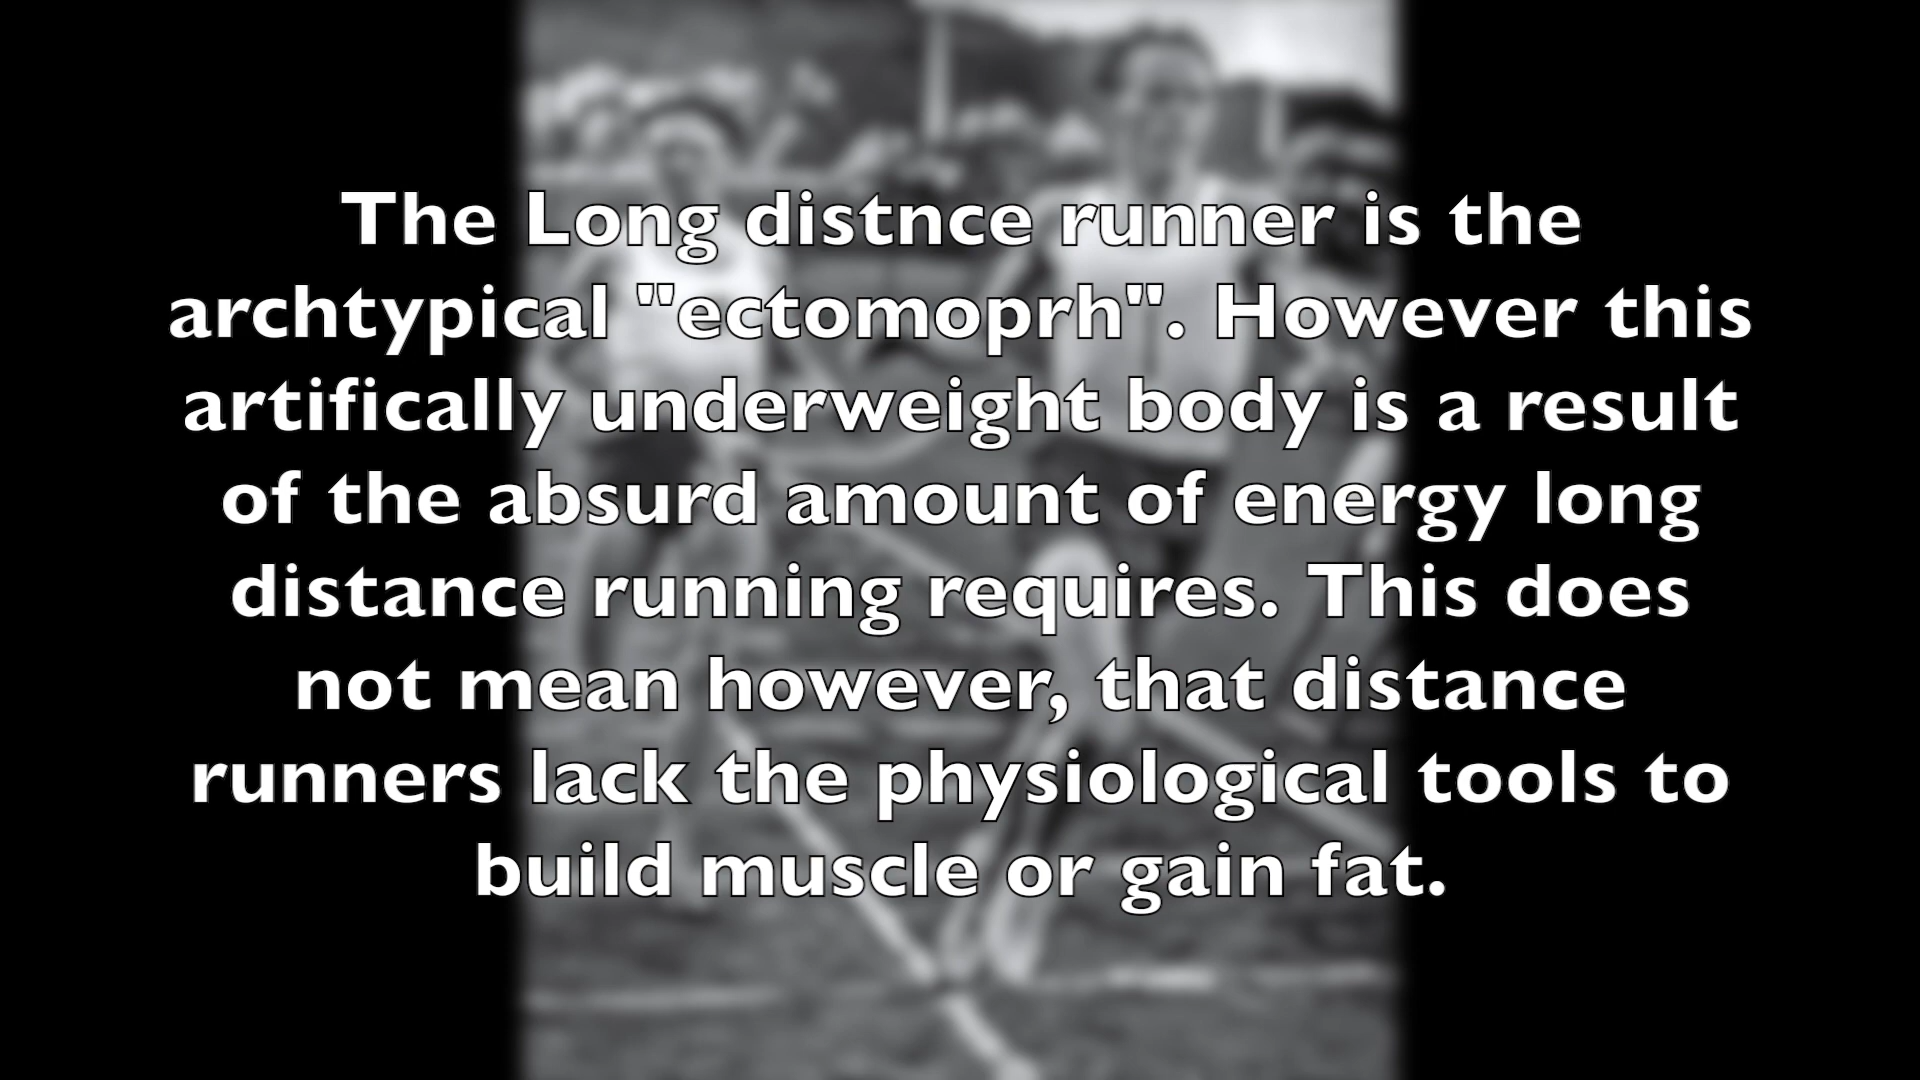 The Long distnce runner is the
archtypical "ectomoprh". However this
artifically underweight body is a result
of the absurd amount of energy long
distance running requires. This does
not mean however, that distance
runners lack the physiological tools to
build muscle or gain fat.